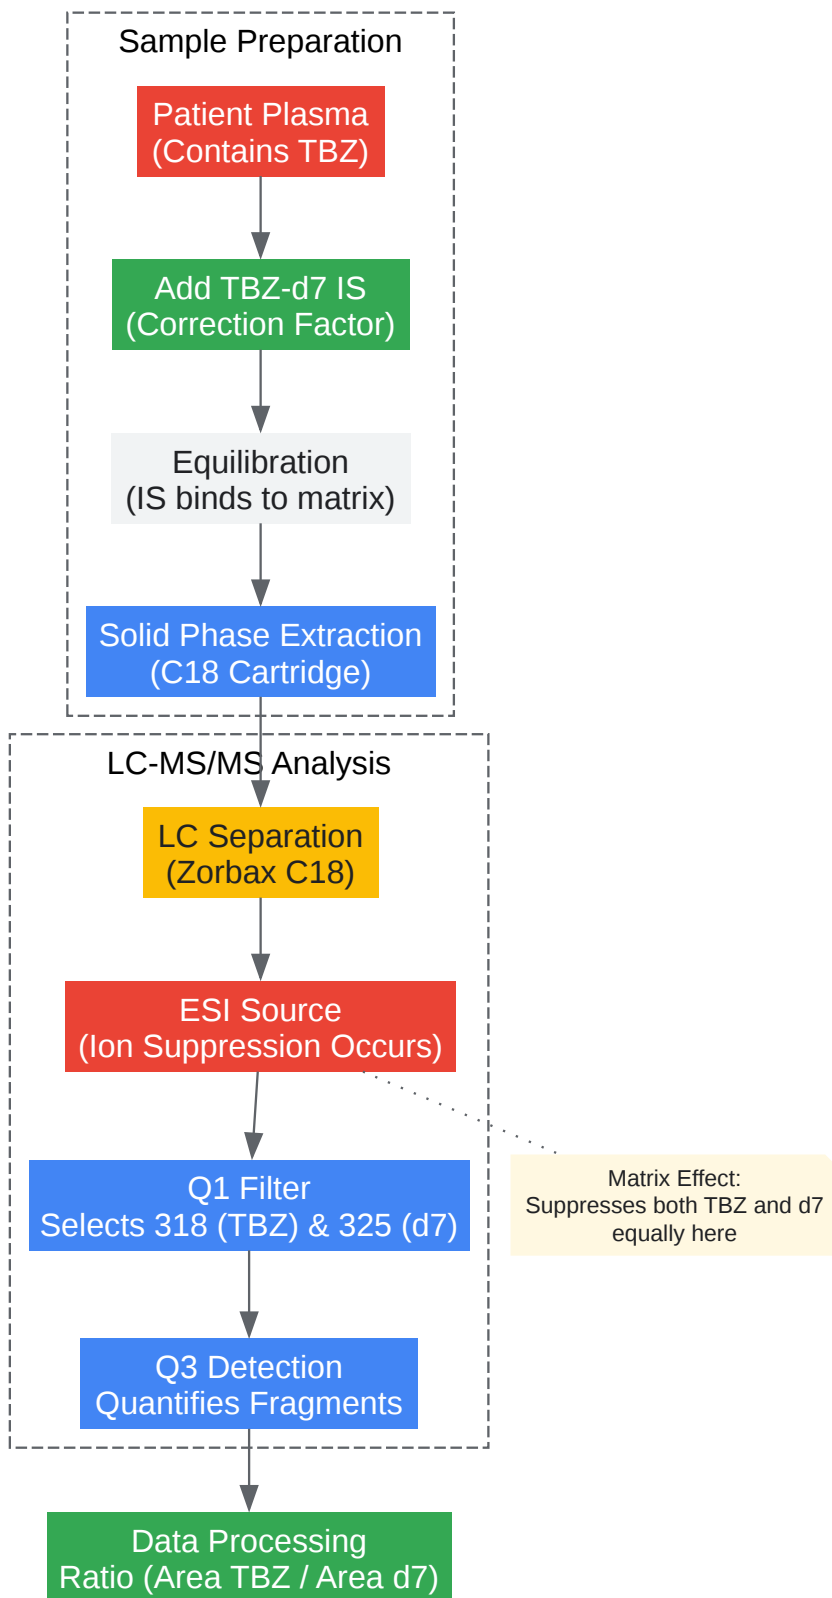 Sample Preparation
Patient Plasma
(Contains TBZ)
Add TBZ-d7 IS
(Correction Factor)
Equilibration
(IS binds to matrix)
Solid Phase Extraction
(C18 Cartridge)
LC-MS/MS Analysis
LC Separation
(Zorbax C18)
ESI Source
(Ion Suppression Occurs)
Q1 Filter
Selects 318 (TBZ) & 325 (d7)
Matrix Effect:
Suppresses both TBZ and d7
equally here
Q3 Detection
Quantifies Fragments
Data Processing
Ratio (Area TBZ / Area d7)